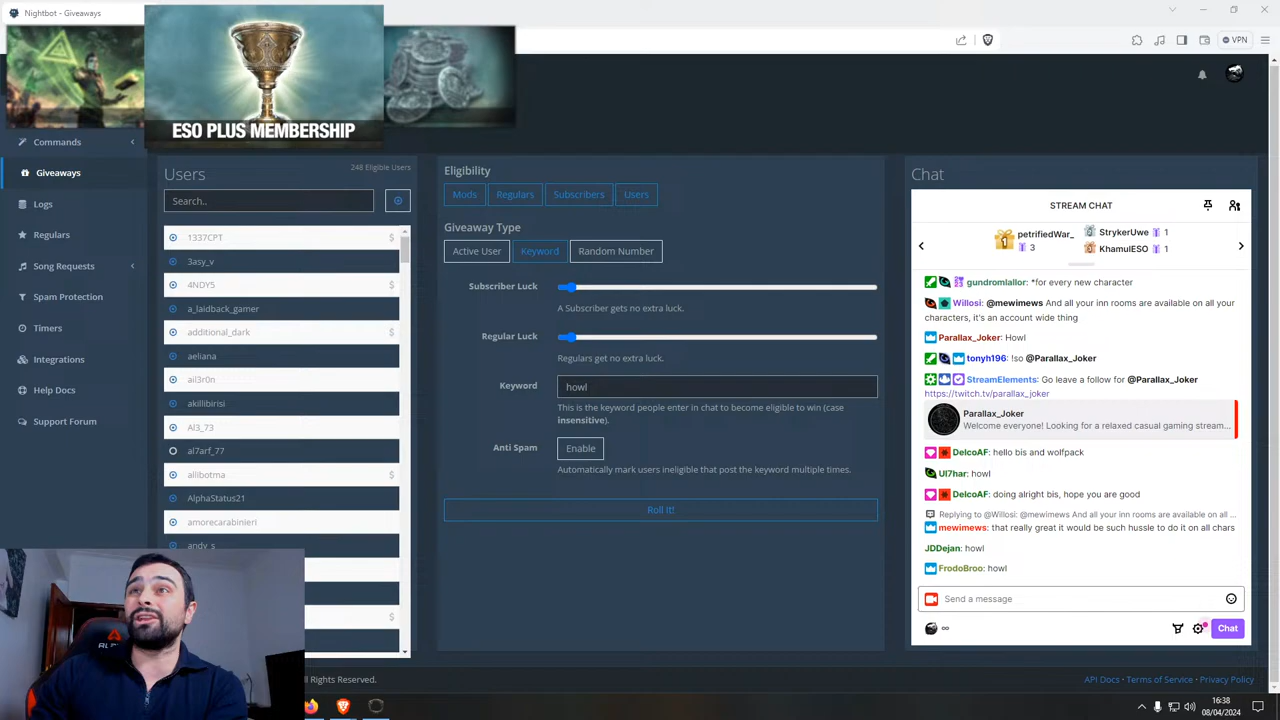 Nightbot - Giveaways
VPN
ESO PLUS MEMBERSHIP
Commands
Giveaways
Logs
Regulars
Song Requests
Spam Protection
Timers
Integrations
Help Docs
Support Forum
Users
248 Eligible Users
Search..
1337CPT
$
3asy_v
4NDY5
$
a_laidback_gamer
additional_dark
$
aeliana
ail3r0n
akillibirisi
Al3_73
al7arf_77
allibotma
$
AlphaStatus21
amorecarabinieri
andy_s
$
Eligibility
Mods
Regulars
Subscribers
Users
Giveaway Type
Active User
Keyword
Random Number
Subscriber Luck
A Subscriber gets no extra luck.
Regular Luck
Regulars get no extra luck.
Keyword
howl
This is the keyword people enter in chat to become eligible to win (case
insensitive).
Anti Spam
Enable
Automatically mark users ineligible that post the keyword multiple times.
Roll It!
Chat
STREAM CHAT
1
petrifiedWar_
3
StrykerUwe 1
KhamulESO 1
gundromlallor: *for every new character
Willosi: @mewimews And all your inn rooms are available on all your
characters, it's an account wide thing
Parallax_Joker: Howl
tonyh196: !so @Parallax_Joker
StreamElements: Go leave a follow for @Parallax_Joker
https://twitch.tv/parallax_joker
Parallax_Joker
Welcome everyone! Looking for a relaxed casual gaming stream...
DelcoAF: hello bis and wolfpack
Ul7har: howl
DelcoAF: doing alright bis, hope you are good
Replying to @Willosi: @mewimews And all your inn rooms are available on all ...
mewimews: that really great it would be such hussle to do it on all chars
JDDejan: howl
FrodoBroo: howl
Send a message
∞
Chat
ll Rights Reserved.
API Docs · Terms of Service · Privacy Policy
16:38
08/04/2024